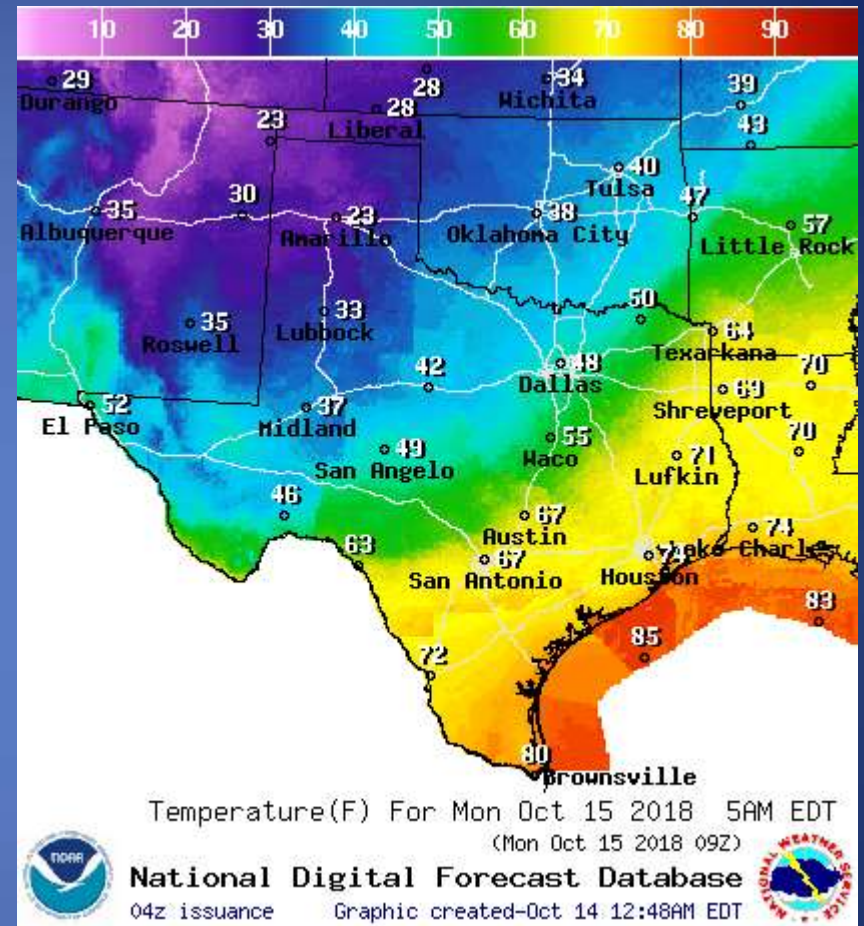 10 20 30 40 50 60 70 80 90
29
Durango
28
28
Liberal
34
Wichita
39
43
23
40
Tulsa
35
Albuquerque
30
23
Amarillo
38
Oklahoma City
47
57
Little Rock
35
Roswell
33
Lubbock
50
64
Texarkana
42
48
Dallas
70
69
Shreveport
52
El Paso
37
Midland
49
San Angelo
55
Waco
71
Lufkin
70
46
67
Austin
74
63
67
San Antonio
74
Houston
Lake Charles
83
85
72
80
Brownsville
Temperature(F) For Mon Oct 15 2018 5AM EDT
(Mon Oct 15 2018 09Z)
NOAA
National Digital Forecast Database
04z issuance Graphic created-Oct 14 12:48AM EDT
NATIONAL WEATHER SERVICE